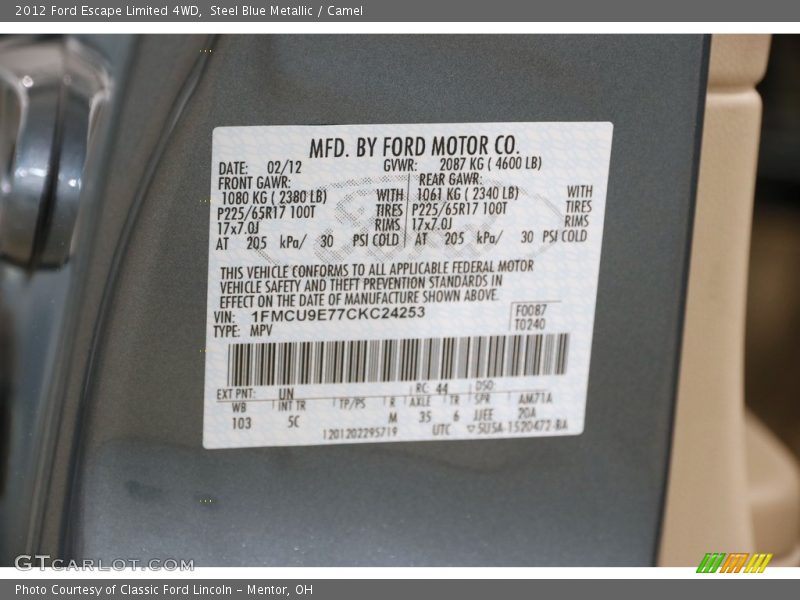 2012 Ford Escape Limited 4WD, Steel Blue Metallic / Camel
MFD. BY FORD MOTOR CO.
DATE: 02/12 GVWR: 2087 KG ( 4600 LB)
FRONT GAWR: REAR GAWR:
1080 KG ( 2380 LB) WITH 1061 KG ( 2340 LB) WITH
P225/65R17 100T TIRES P225/65R17 100T TIRES
17x7.0J RIMS 17x7.0J RIMS
AT 205 kPa/ 30 PSI COLD AT 205 kPa/ 30 PSI COLD
THIS VEHICLE CONFORMS TO ALL APPLICABLE FEDERAL MOTOR
VEHICLE SAFETY AND THEFT PREVENTION STANDARDS IN
EFFECT ON THE DATE OF MANUFACTURE SHOWN ABOVE.
VIN: 1FMCU9E77CKC24253 F0087
TYPE: MPV T0240
EXT PNT: UN RC: 44 DSO:
WB INT TR TP/PS R AXLE TR SPR AM71A
103 5C M 35 6 JJEE 20A
1201202295719 UTC ▽5U5A-1520472-BA
GTCARLOT.COM
Photo Courtesy of Classic Ford Lincoln - Mentor, OH